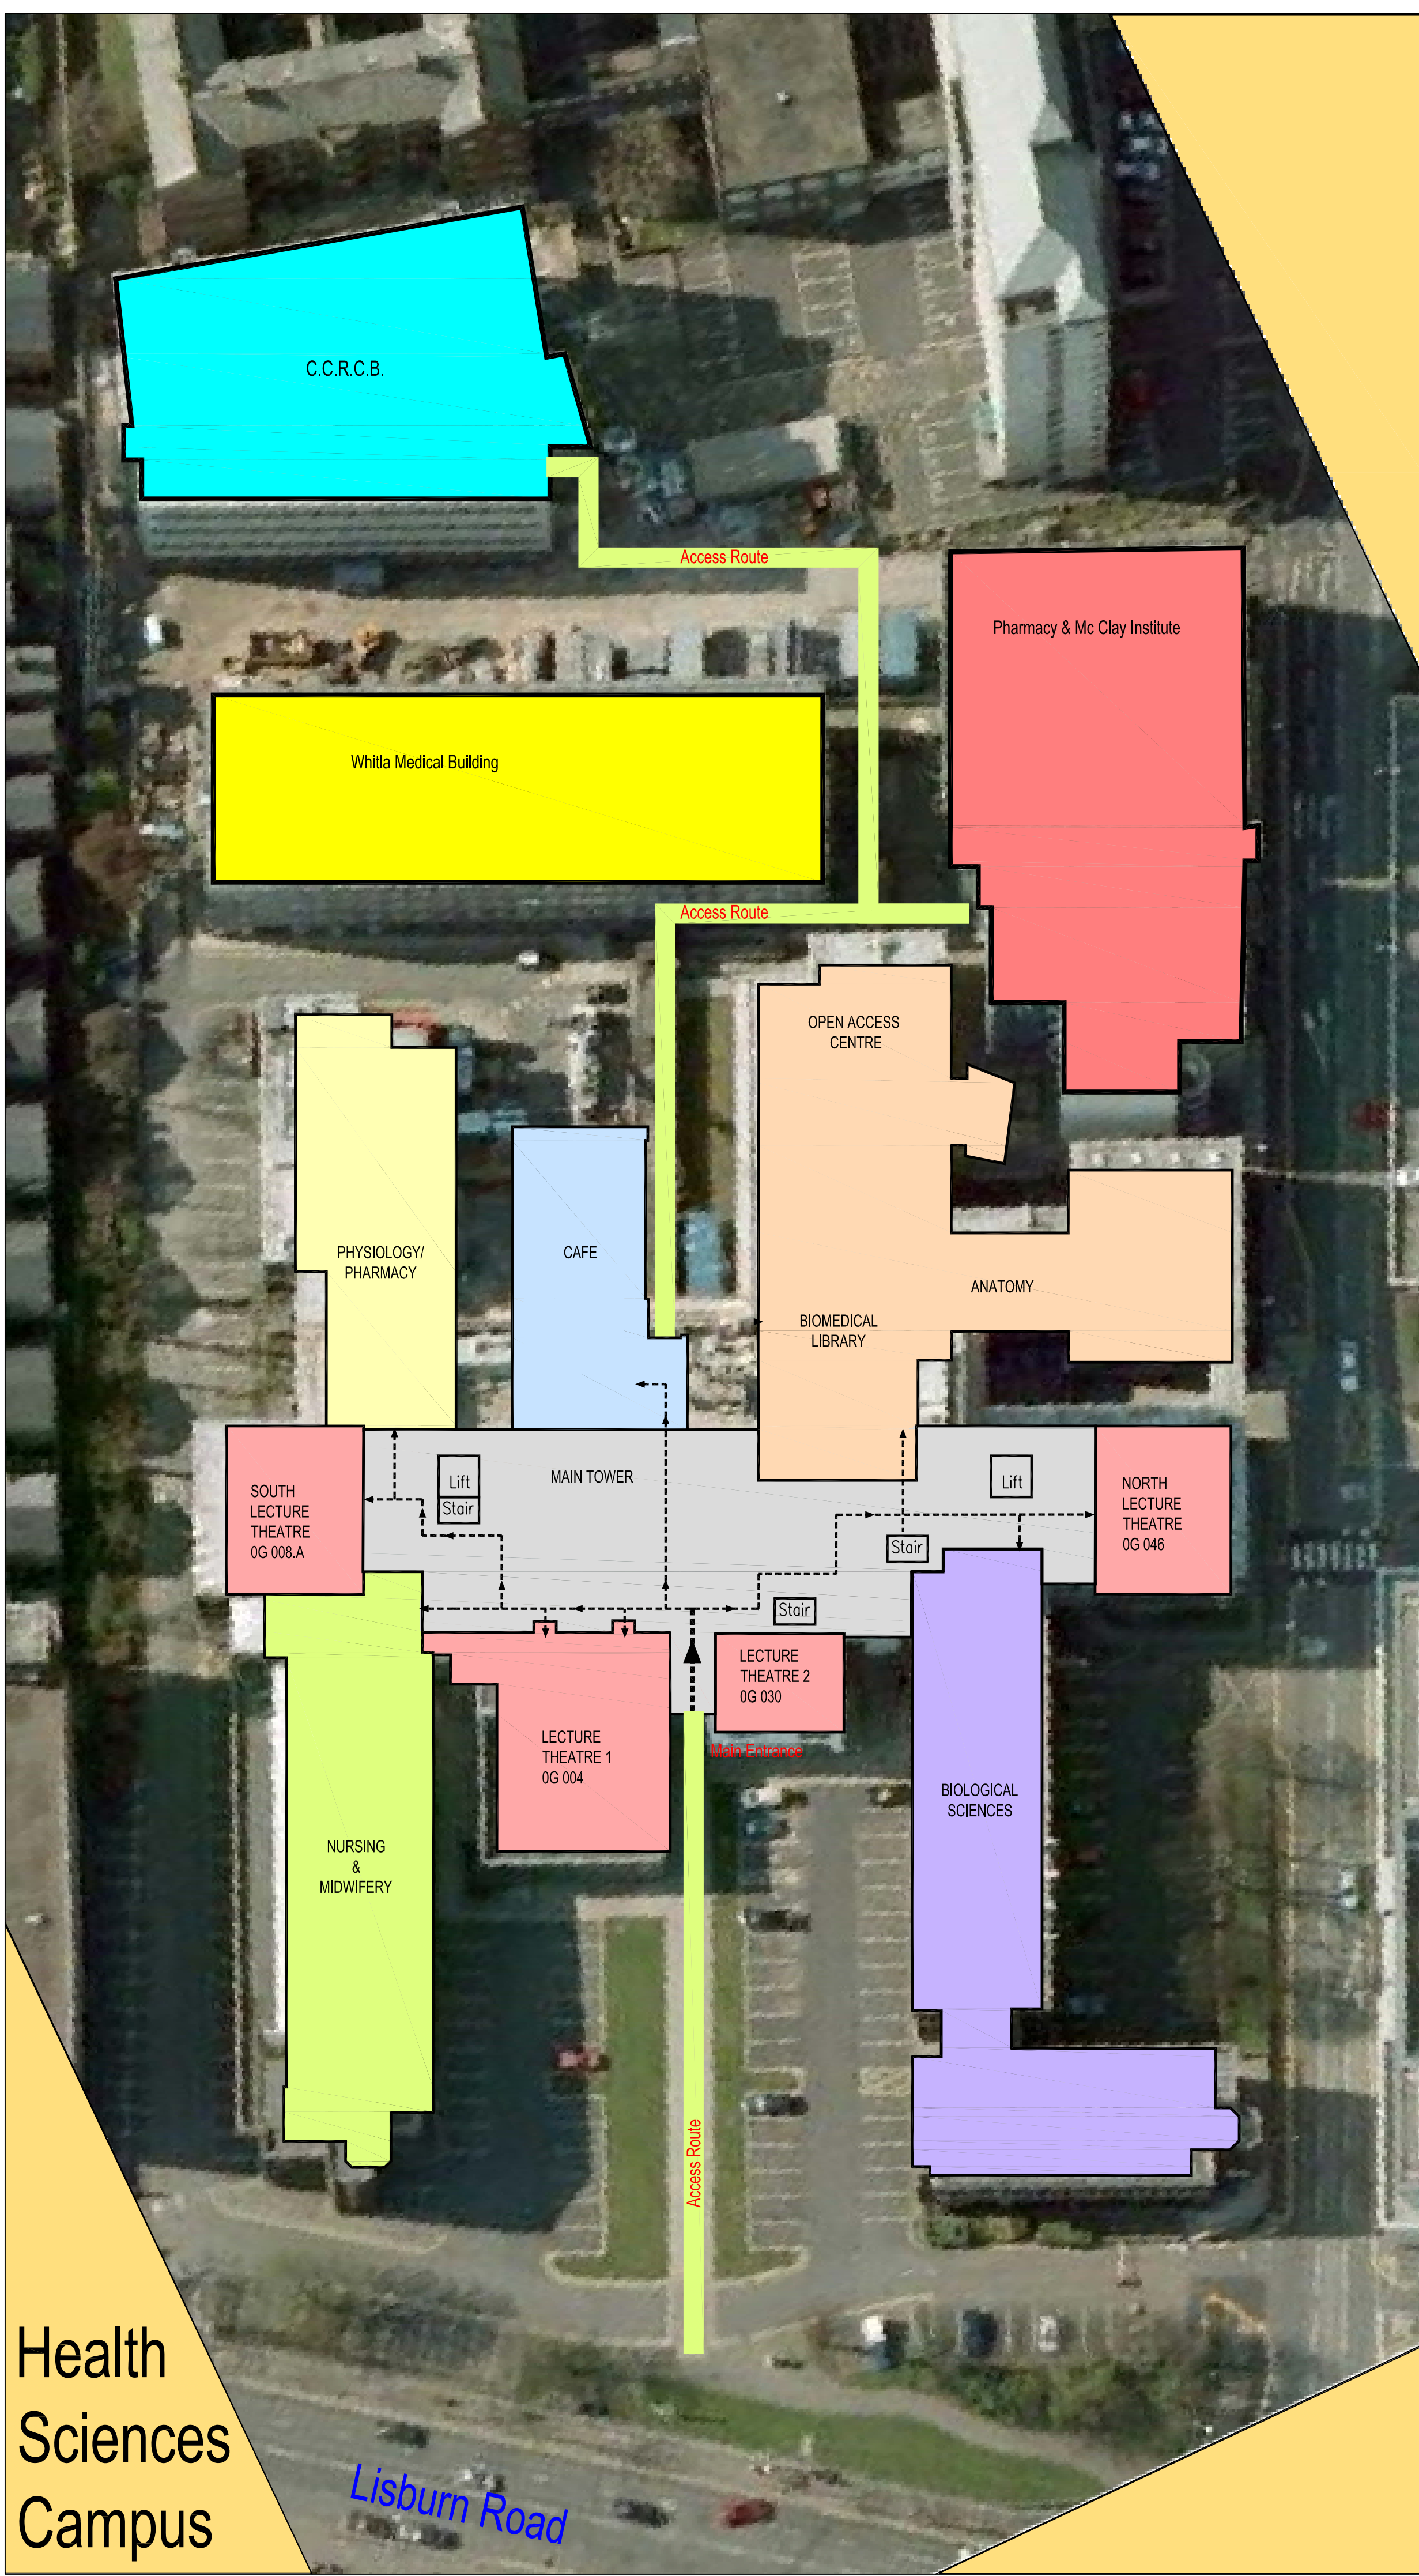 C.C.R.C.B.
Access Route
Pharmacy & Mc Clay Institute
Whitla Medical Building
Access Route
OPEN ACCESS
CENTRE
PHYSIOLOGY/
PHARMACY
CAFE
ANATOMY
BIOMEDICAL
LIBRARY
SOUTH
LECTURE
THEATRE
0G 008.A
Lift
Stair
MAIN TOWER
Lift
Stair
NORTH
LECTURE
THEATRE
0G 046
Stair
LECTURE
THEATRE 2
0G 030
LECTURE
THEATRE 1
0G 004
Main Entrance
BIOLOGICAL
SCIENCES
NURSING
&
MIDWIFERY
Access Route
Health
Sciences
Campus
Lisburn Road